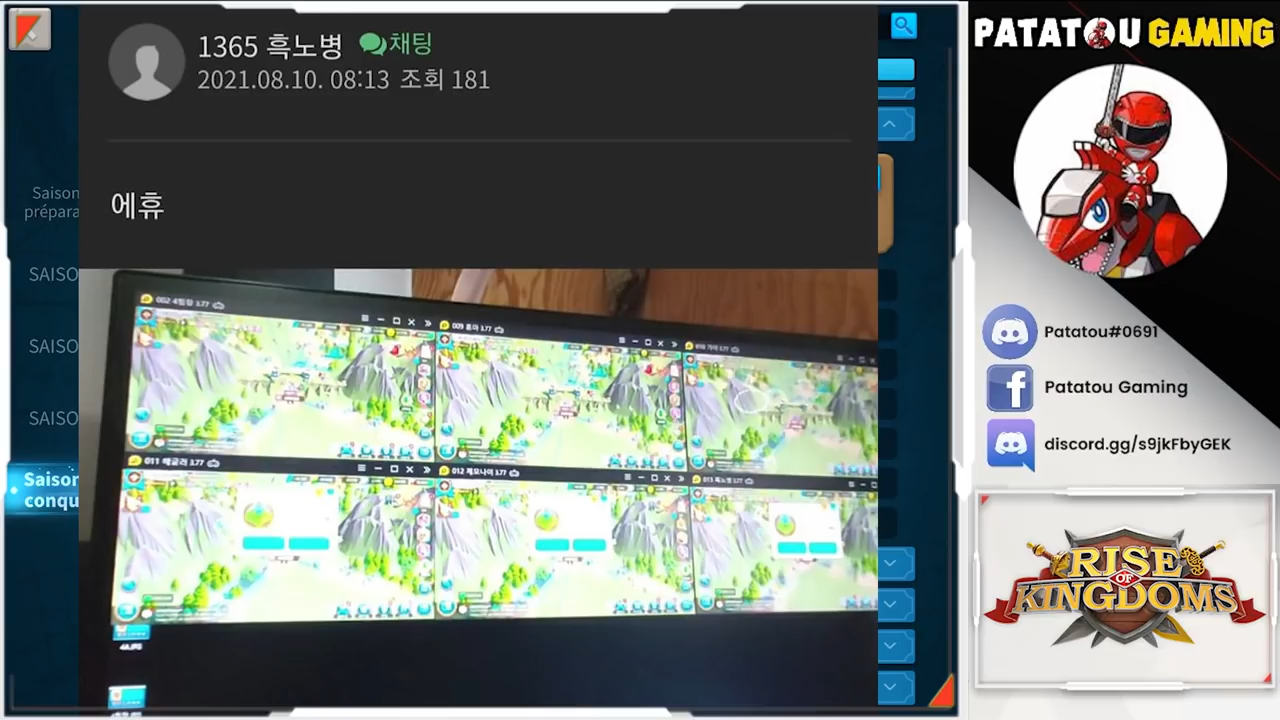 PATATOU GAMING
1365 흑노병 채팅
2021.08.10. 08:13 조회 181
에휴
Saison
prépara
SAISO
SAISO
SAISO
Saison
conqu
Patatou#0691
Patatou Gaming
discord.gg/s9jkFbyGEK
RISE
OF
KINGDOMS